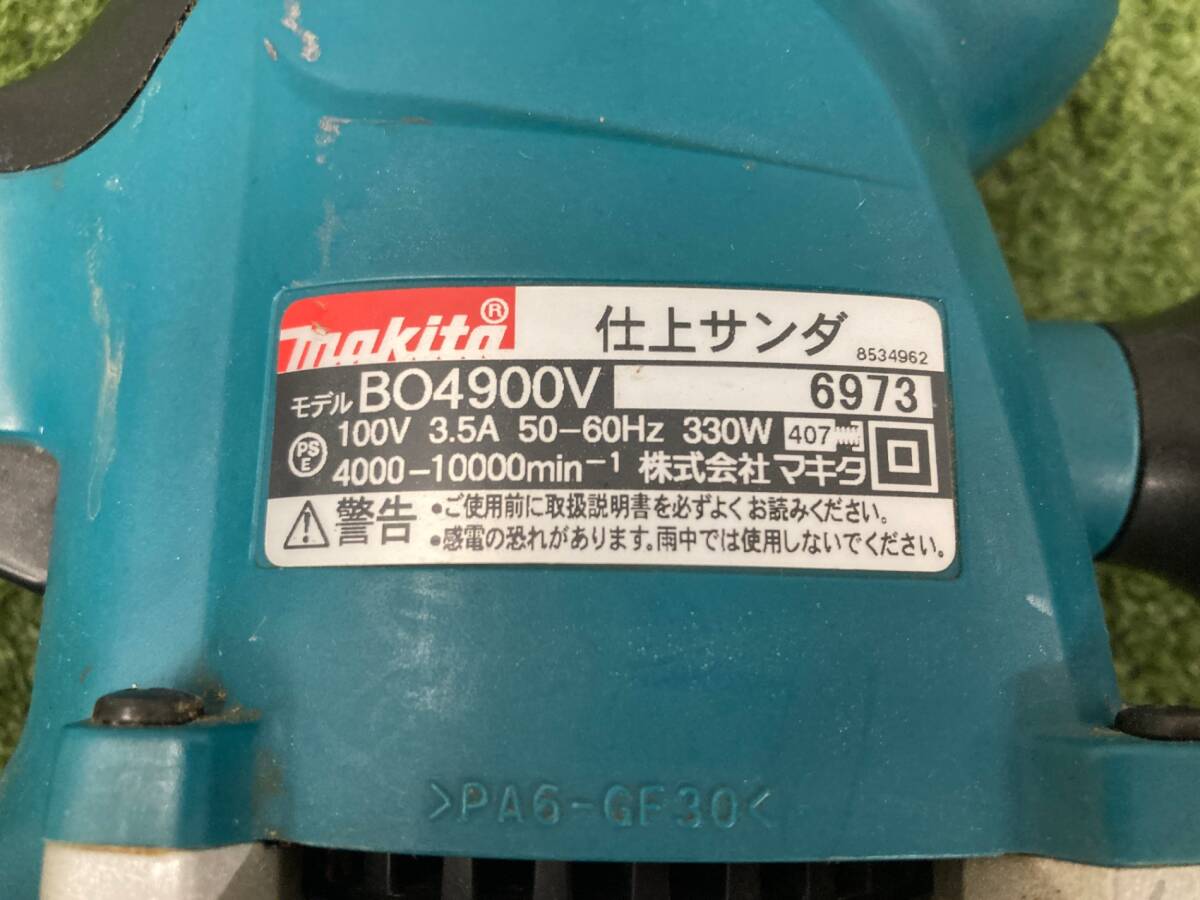 makita® 仕上サンダ 8534962
モデル BO4900V 6973
PSE 100V 3.5A 50-60Hz 330W 407
4000-10000min⁻¹ 株式会社マキタ
警告 •ご使用前に取扱説明書を必ずよくお読みください。
•感電の恐れがあります。雨中では使用しないでください。
>PA6-GF30<